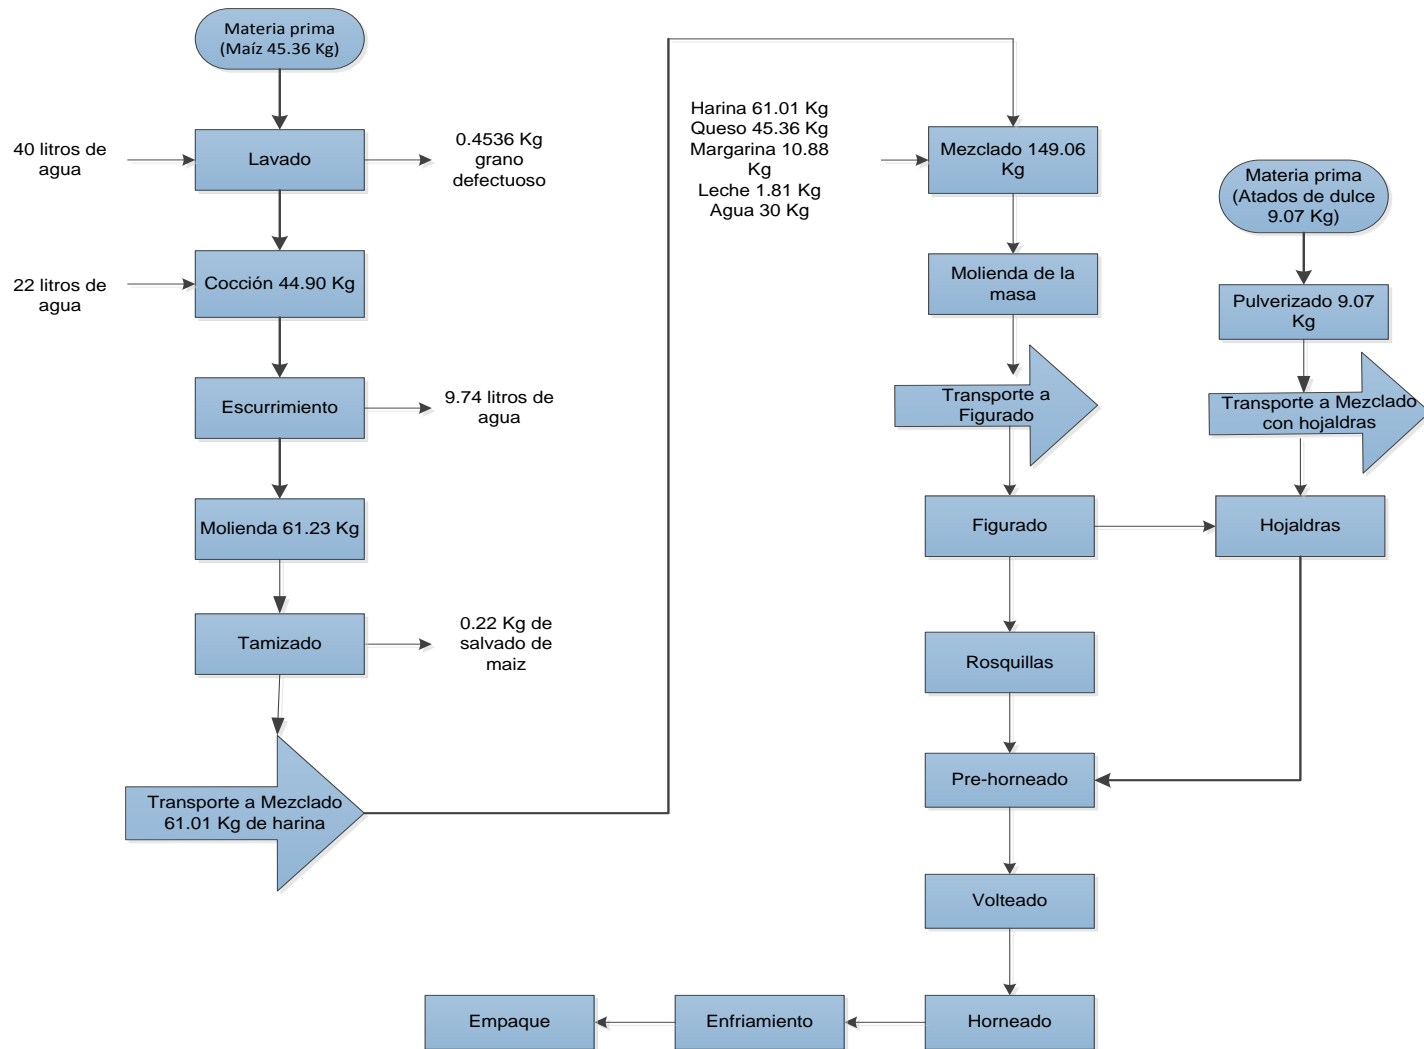 Materia prima
(Maíz 45.36 Kg)
40 litros de
agua
Lavado
0.4536 Kg
grano
defectuoso
22 litros de
agua
Cocción 44.90 Kg
Escurrimiento
9.74 litros de
agua
Molienda 61.23 Kg
Tamizado
0.22 Kg de
salvado de
maiz
Transporte a Mezclado
61.01 Kg de harina
Harina 61.01 Kg
Queso 45.36 Kg
Margarina 10.88
Kg
Leche 1.81 Kg
Agua 30 Kg
Mezclado 149.06
Kg
Molienda de la
masa
Transporte a
Figurado
Figurado
Materia prima
(Atados de dulce
9.07 Kg)
Pulverizado 9.07
Kg
Transporte a Mezclado
con hojaldras
Hojaldras
Rosquillas
Pre-horneado
Volteado
Horneado
Enfriamiento
Empaque